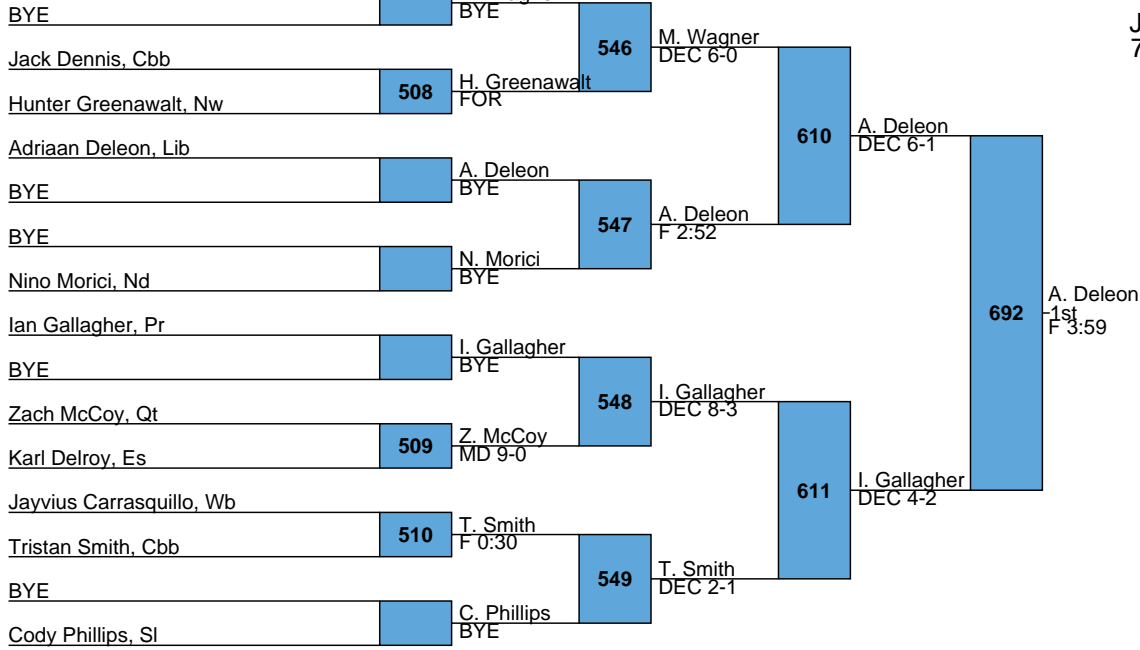 BYE
BYE
Jack Dennis, Cbb
508
H. Greenawalt
FOR
Hunter Greenawalt, Nw
546
M. Wagner
DEC 6-0
Adriaan Deleon, Lib
A. Deleon
BYE
BYE
547
A. Deleon
F 2:52
BYE
N. Morici
BYE
Nino Morici, Nd
610
A. Deleon
DEC 6-1
Ian Gallagher, Pr
I. Gallagher
BYE
BYE
548
I. Gallagher
DEC 8-3
Zach McCoy, Qt
509
Z. McCoy
MD 9-0
Karl Delroy, Es
611
I. Gallagher
DEC 4-2
Jayvius Carrasquillo, Wb
510
T. Smith
F 0:30
Tristan Smith, Cbb
549
T. Smith
DEC 2-1
BYE
C. Phillips
BYE
Cody Phillips, Sl
692
A. Deleon
1st
F 3:59
J
7